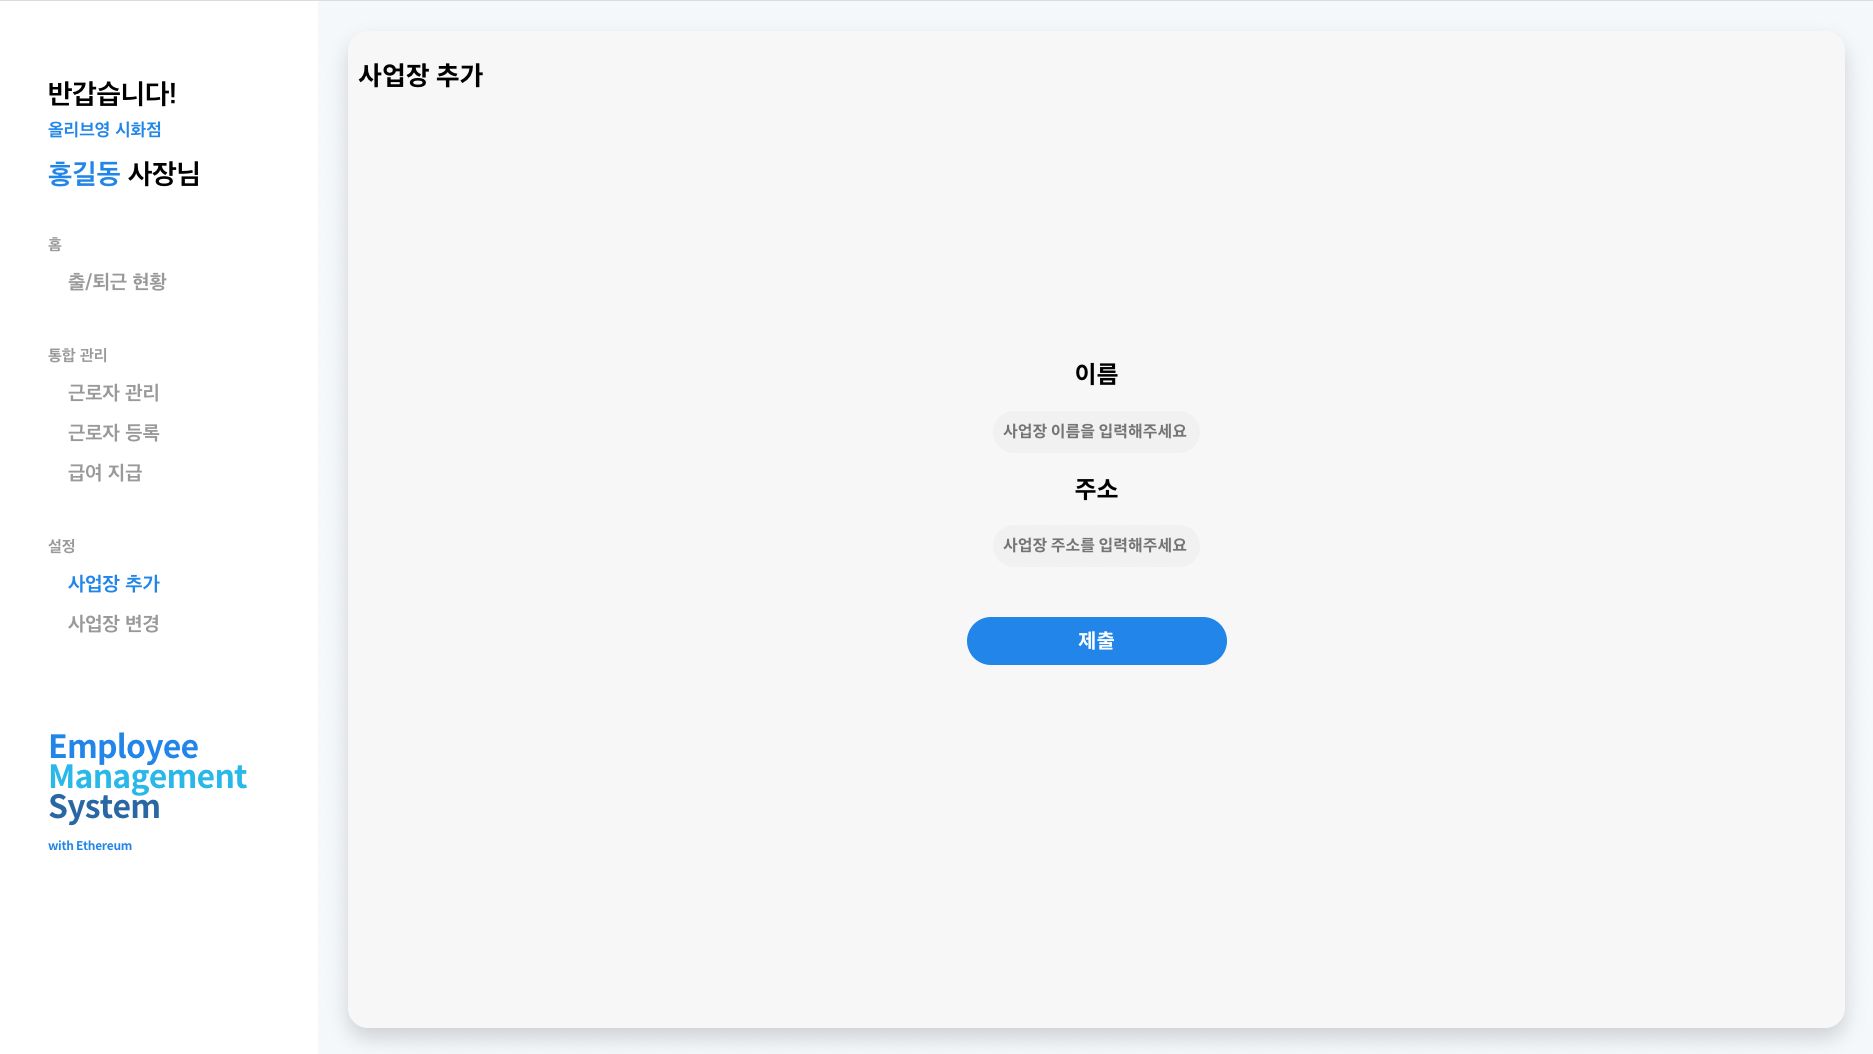 반갑습니다!
올리브영 시화점
홍길동 사장님
홈
출/퇴근 현황
통합 관리
근로자 관리
근로자 등록
급여 지급
설정
사업장 추가
사업장 변경
Employee
Management
System
with Ethereum
사업장 추가
이름
사업장 이름을 입력해주세요
주소
사업장 주소를 입력해주세요
제출